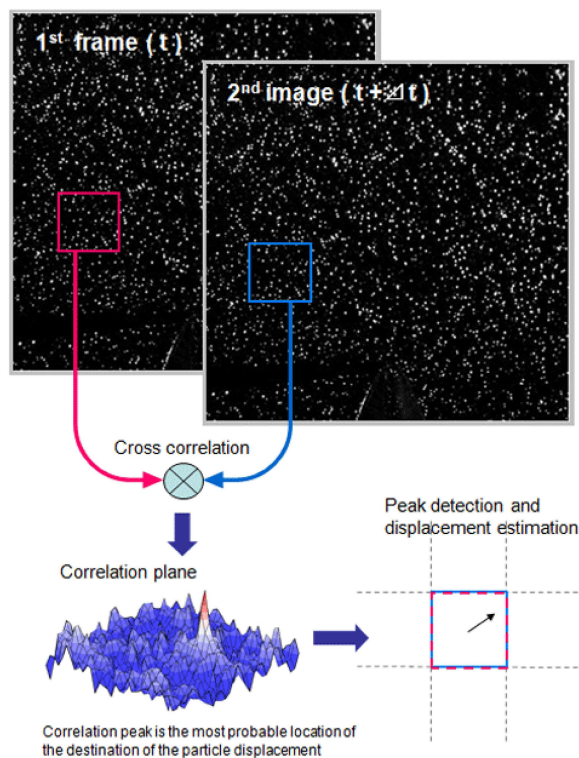 1st frame ( t )
2nd image ( t + ⊿ t )
Cross correlation
Peak detection and
displacement estimation
Correlation plane
Correlation peak is the most probable location of
the destination of the particle displacement